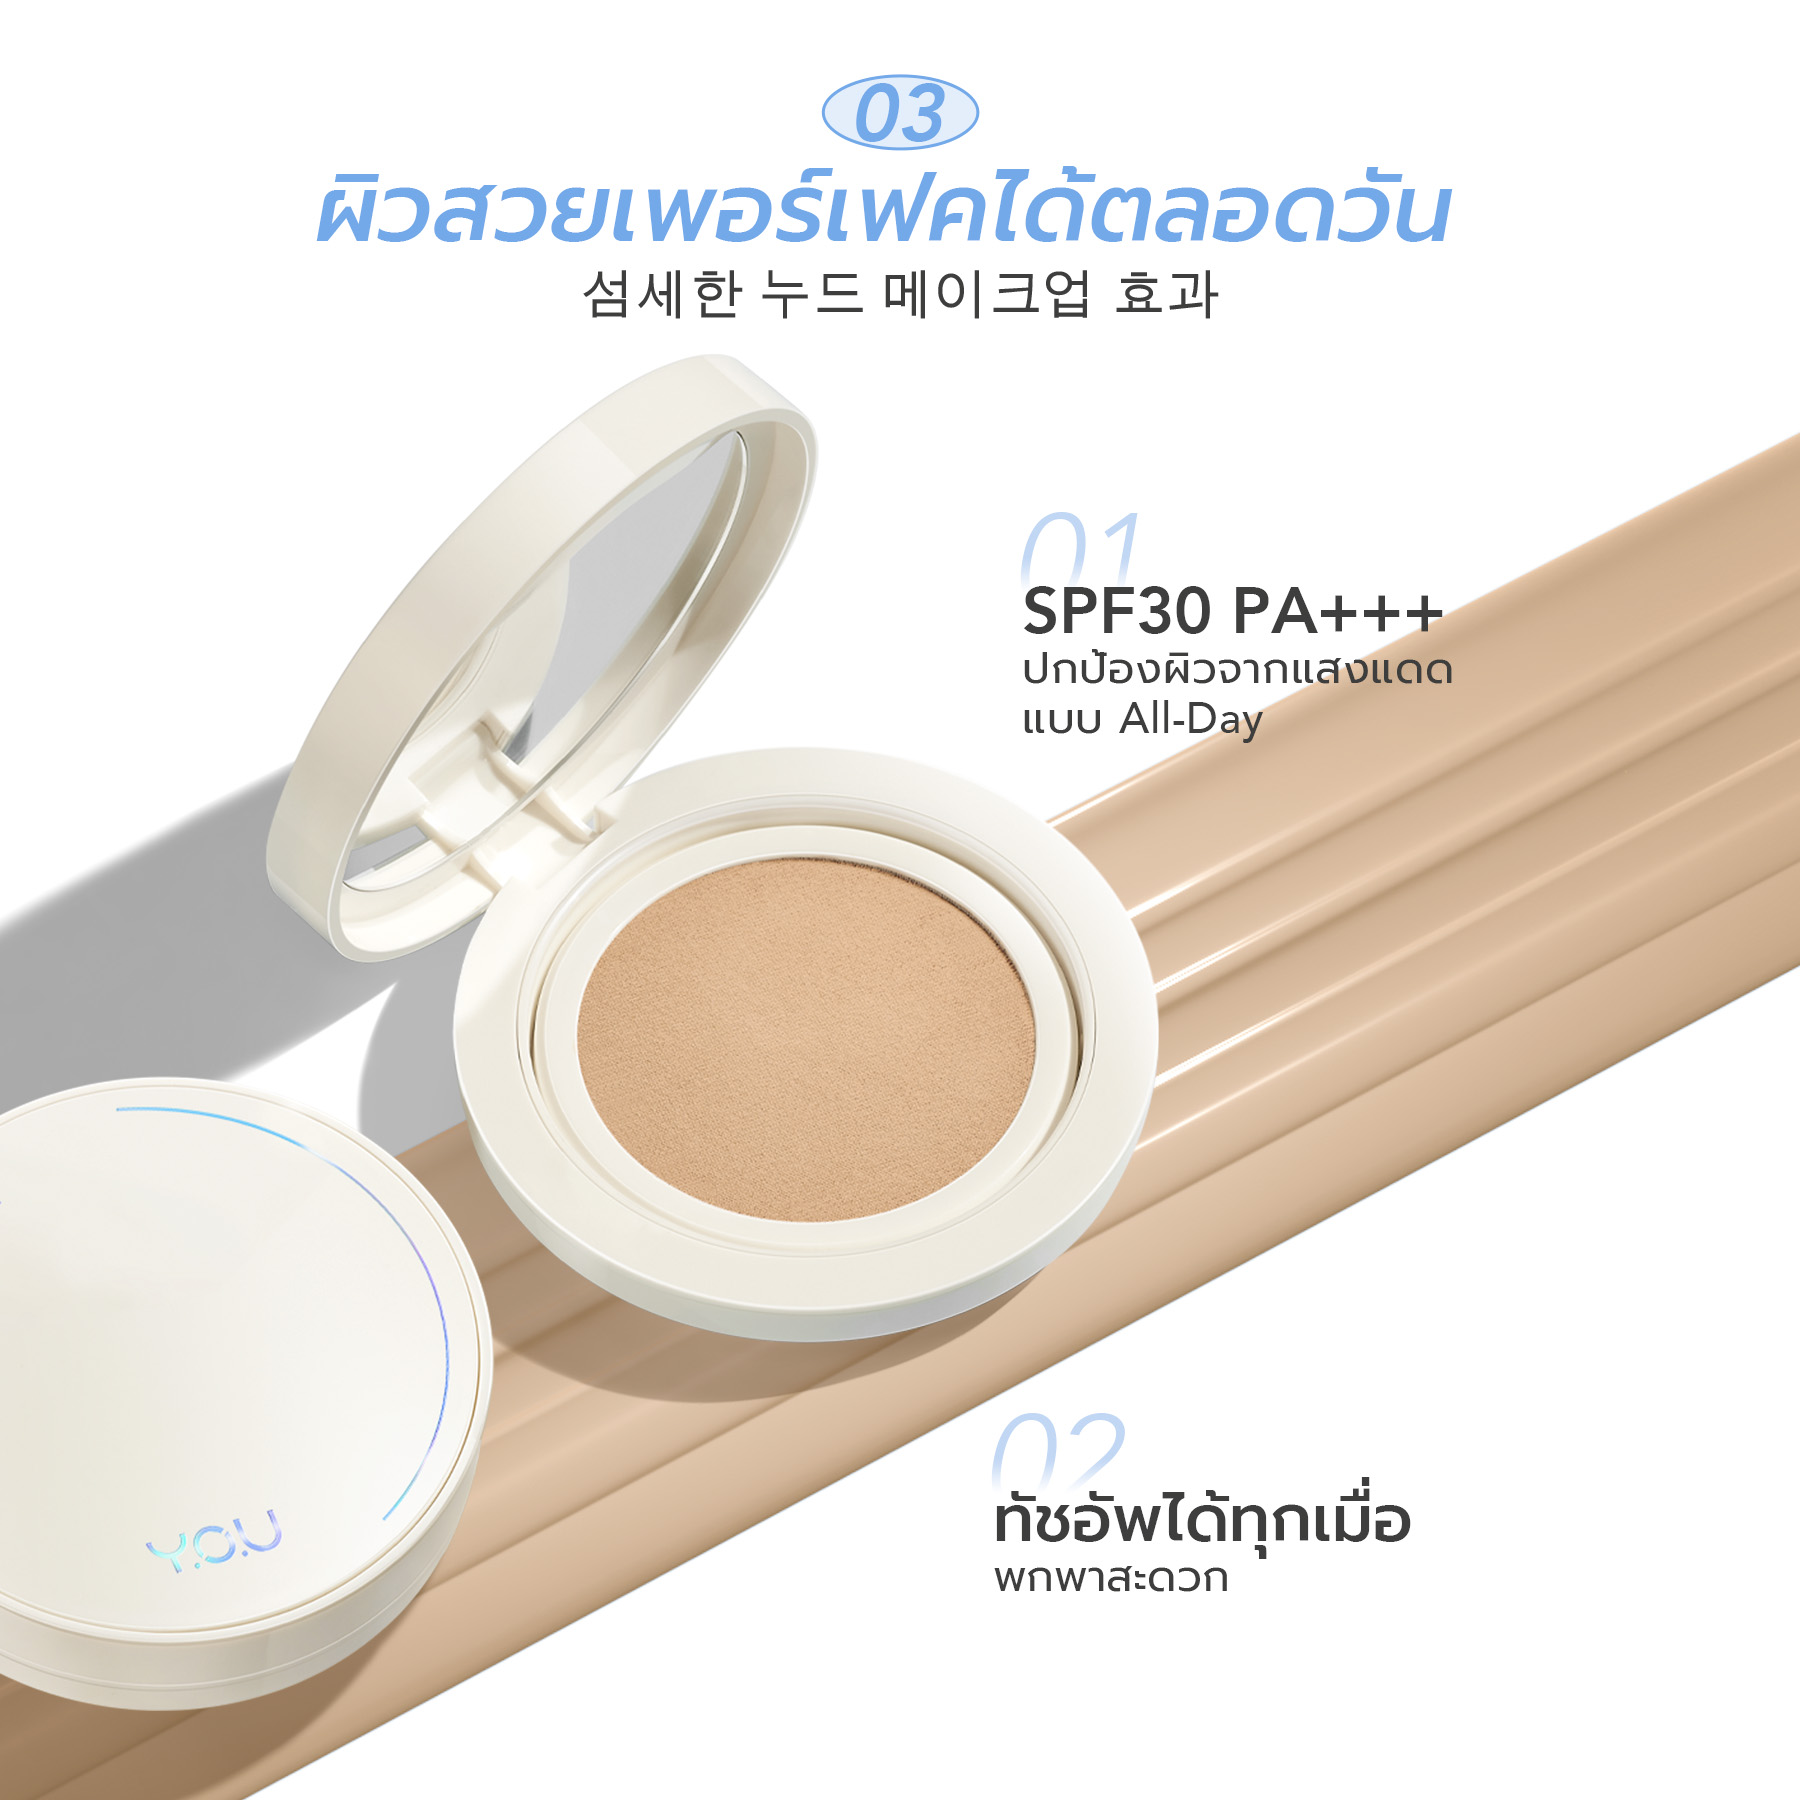 03
ผิวสวยเพอร์เฟคได้ตลอดวัน
섬세한 누드 메이크업 효과
01
SPF30 PA+++
ปกป้องผิวจากแสงแดด
แบบ All-Day
02
ทัชอัพได้ทุกเมื่อ
พกพาสะดวก
Y.O.U